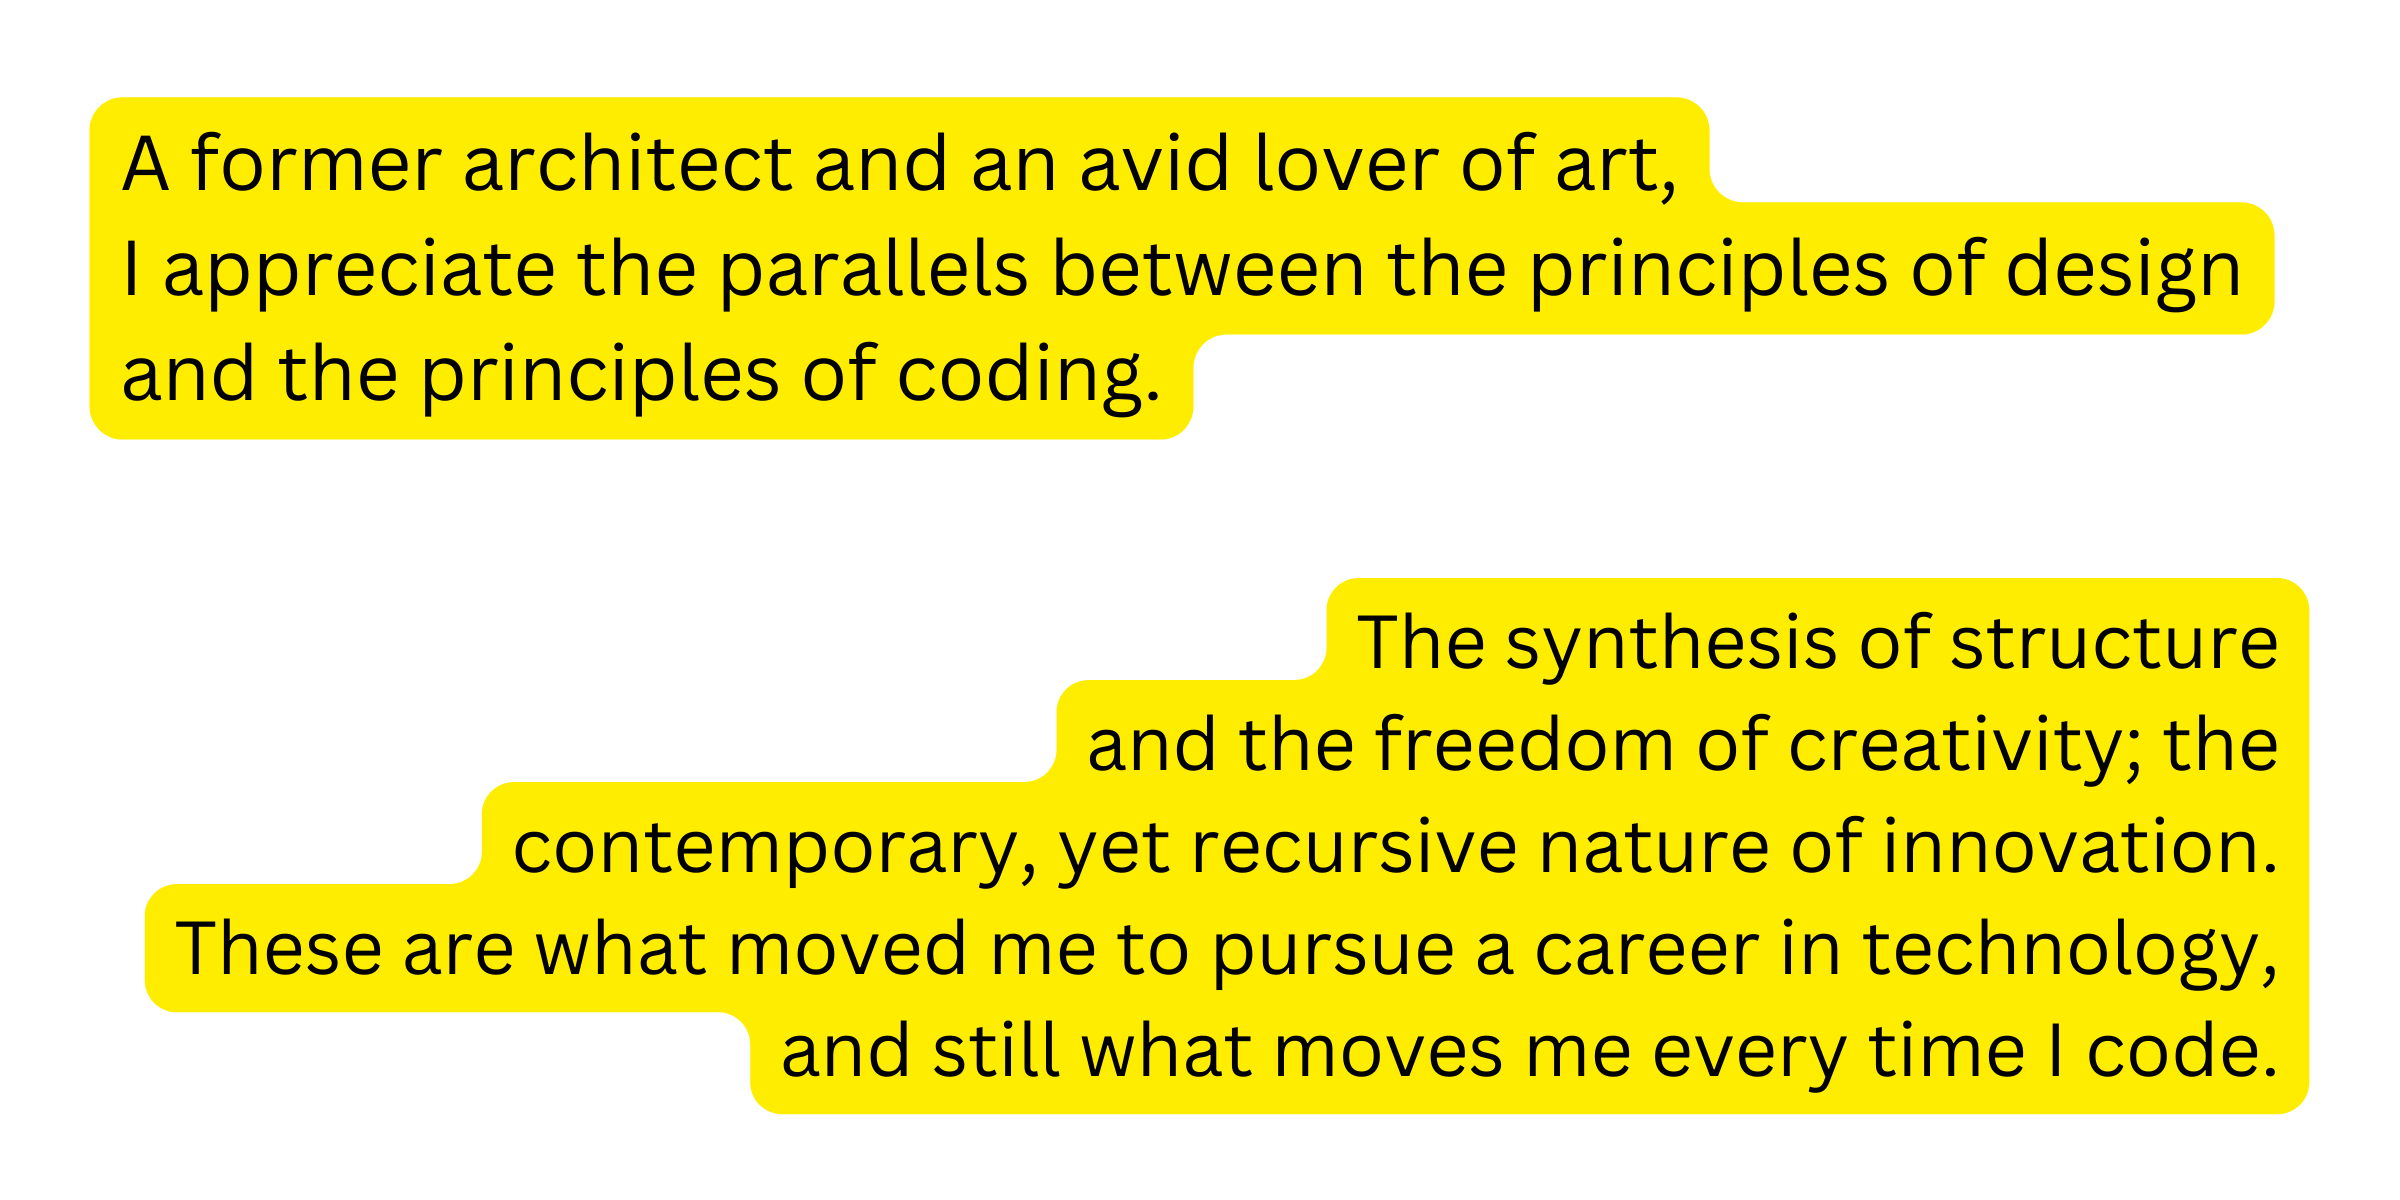 A former architect and an avid lover of art,
I appreciate the parallels between the principles of design
and the principles of coding.
The synthesis of structure
and the freedom of creativity; the
contemporary, yet recursive nature of innovation.
These are what moved me to pursue a career in technology,
and still what moves me every time I code.